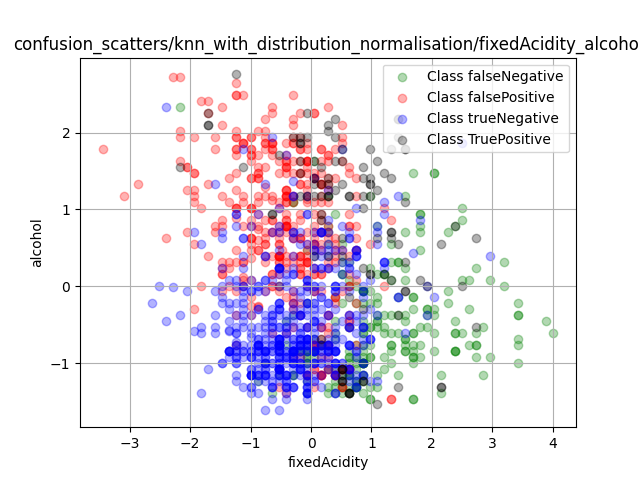 confusion_scatters/knn_with_distribution_normalisation/fixedAcidity_alcoho
Class falseNegative
Class falsePositive
Class trueNegative
Class TruePositive
2
1
0
−1
alcohol
−3
−2
−1
0
1
2
3
4
fixedAcidity